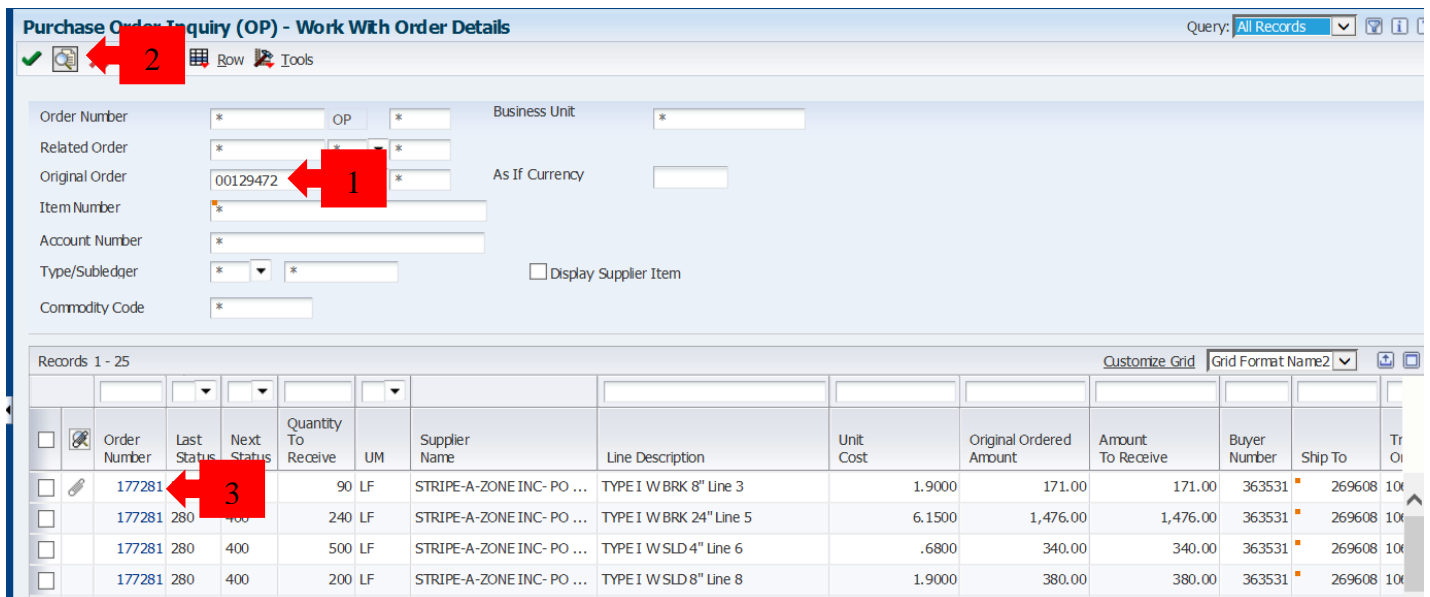 Purchase Order Inquiry (OP) - Work With Order Details Query: All Records
2 Row Tools
Order Number * OP * Business Unit *
Related Order * * *
Original Order 00129472 1 * As If Currency
Item Number *
Account Number *
Type/Subledger * * Display Supplier Item
Commodity Code *
Records 1 - 25 Customize Grid Grid Format Name2
Order Number Last Status Next Status Quantity To Receive UM Supplier Name Line Description Unit Cost Original Ordered Amount Amount To Receive Buyer Number Ship To
177281 3 90 LF STRIPE-A-ZONE INC- PO ... TYPE I W BRK 8" Line 3 1.9000 171.00 171.00 363531 269608
177281 280 400 240 LF STRIPE-A-ZONE INC- PO ... TYPE I W BRK 24" Line 5 6.1500 1,476.00 1,476.00 363531 269608
177281 280 400 500 LF STRIPE-A-ZONE INC- PO ... TYPE I W SLD 4" Line 6 .6800 340.00 340.00 363531 269608
177281 280 400 200 LF STRIPE-A-ZONE INC- PO ... TYPE I W SLD 8" Line 8 1.9000 380.00 380.00 363531 269608